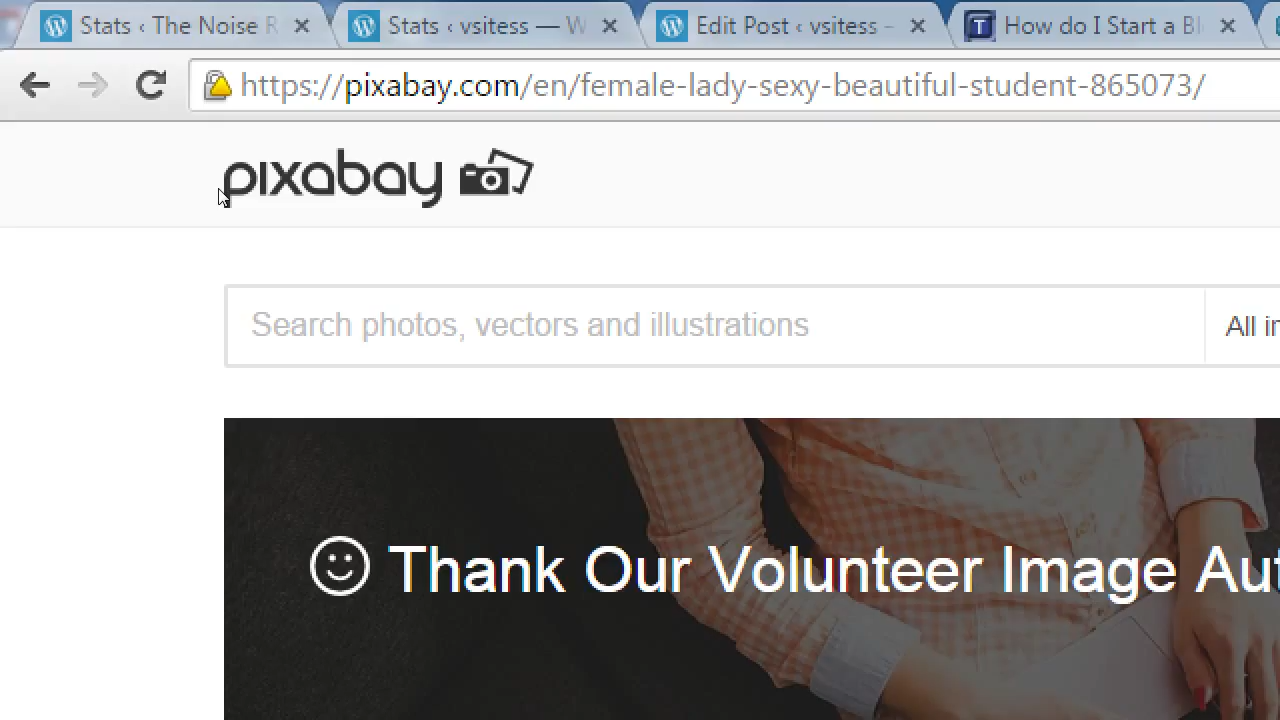 Stats ‹ The Noise R
Stats ‹ vsitess — W
Edit Post ‹ vsitess -
How do I Start a Bl
https://pixabay.com/en/female-lady-sexy-beautiful-student-865073/
pixabay
Search photos, vectors and illustrations
All in
Thank Our Volunteer Image Aut